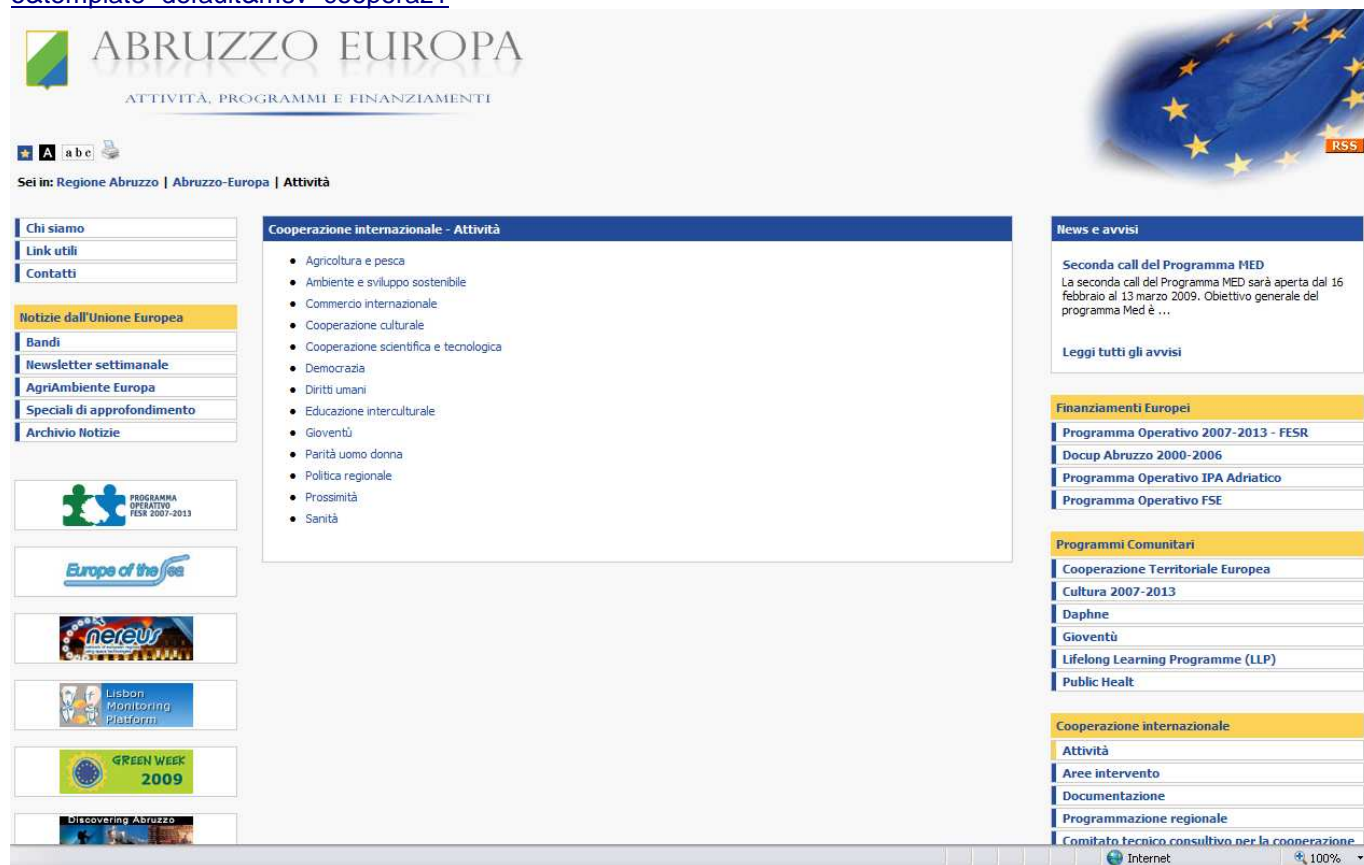 ABRUZZO EUROPA
ATTIVITÀ, PROGRAMMI E FINANZIAMENTI
A abc
RSS
Sei in: Regione Abruzzo | Abruzzo-Europa | Attività
Chi siamo
Link utili
Contatti
Notizie dall'Unione Europea
Bandi
Newsletter settimanale
AgriAmbiente Europa
Speciali di approfondimento
Archivio Notizie
PROGRAMMA
OPERATIVO
FESR 2007-2013
Europe of the Sea
nereus
Lisbon
Monitoring
Platform
GREEN WEEK
2009
Discovering Abruzzo
Cooperazione internazionale - Attività
Agricoltura e pesca
Ambiente e sviluppo sostenibile
Commercio internazionale
Cooperazione culturale
Cooperazione scientifica e tecnologica
Democrazia
Diritti umani
Educazione interculturale
Gioventù
Parità uomo donna
Politica regionale
Prossimità
Sanità
News e avvisi
Seconda call del Programma MED
La seconda call del Programma MED sarà aperta dal 16
febbraio al 13 marzo 2009. Obiettivo generale del
programma Med è ...
Leggi tutti gli avvisi
Finanziamenti Europei
Programma Operativo 2007-2013 - FESR
Docup Abruzzo 2000-2006
Programma Operativo IPA Adriatico
Programma Operativo FSE
Programmi Comunitari
Cooperazione Territoriale Europea
Cultura 2007-2013
Daphne
Gioventù
Lifelong Learning Programme (LLP)
Public Healt
Cooperazione internazionale
Attività
Aree intervento
Documentazione
Programmazione regionale
Comitato tecnico consultivo per la cooperazione
Internet
100%